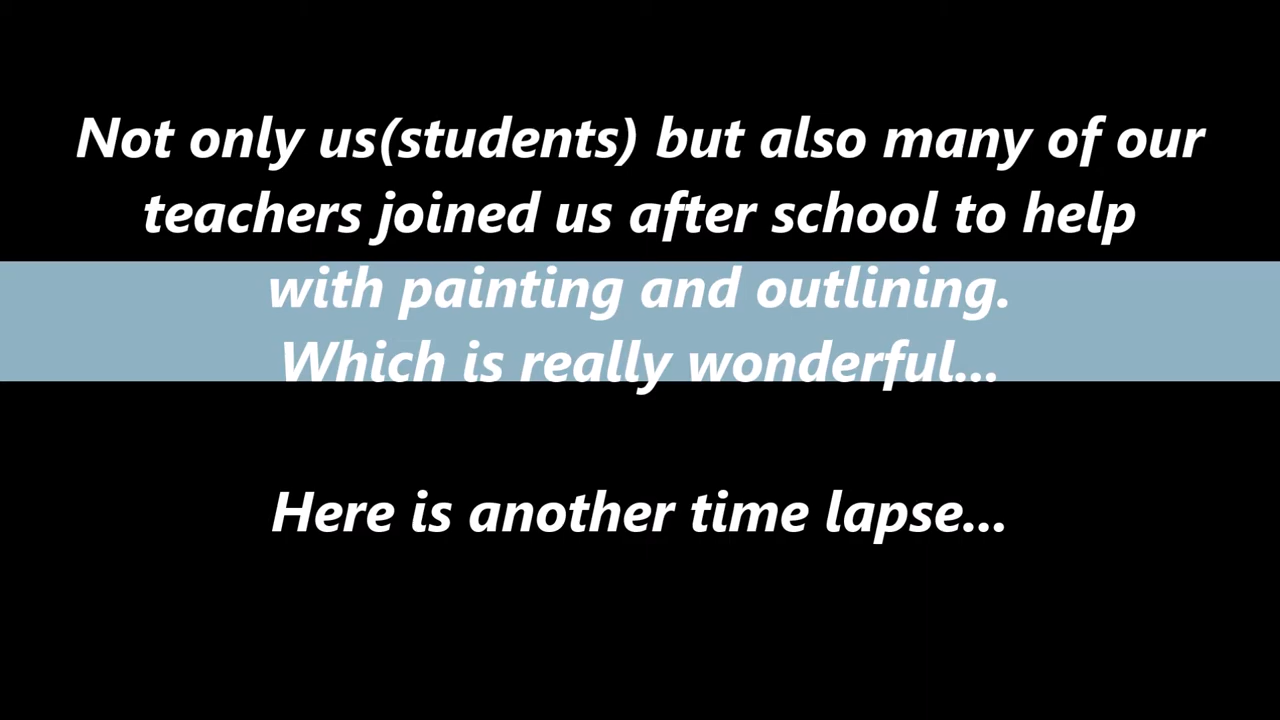 Not only us(students) but also many of our
teachers joined us after school to help
with painting and outlining.
Which is really wonderful...
Here is another time lapse...